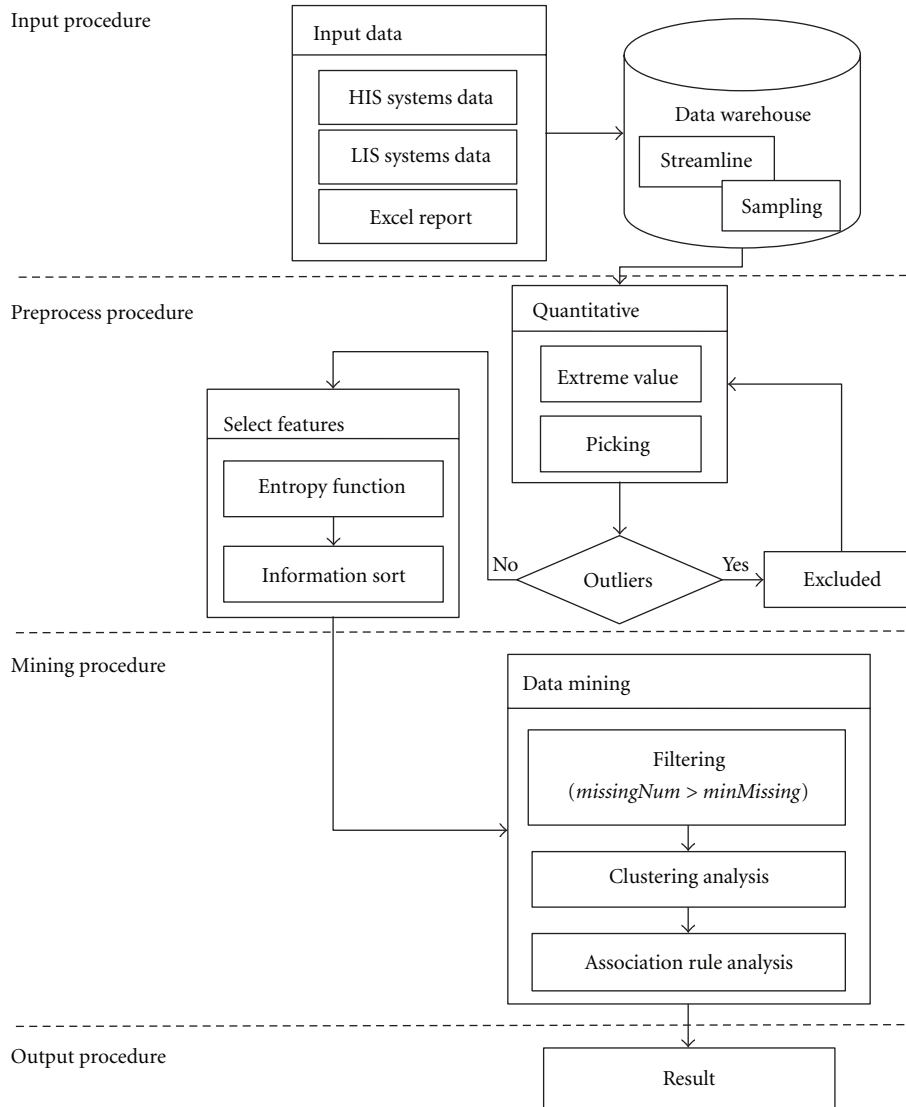 Input procedure
Input data
HIS systems data
LIS systems data
Excel report
Data warehouse
Streamline
Sampling
Preprocess procedure
Quantitative
Extreme value
Picking
Select features
Entropy function
Information sort
No
Outliers
Yes
Excluded
Mining procedure
Data mining
Filtering
(missingNum > minMissing)
Clustering analysis
Association rule analysis
Output procedure
Result